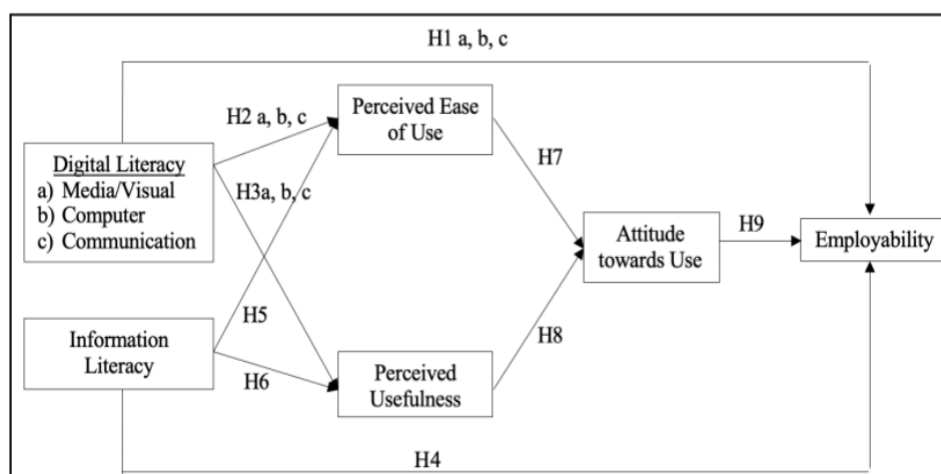 H1 a, b, c
H2 a, b, c
Perceived Ease
of Use
H7
Digital Literacy
a) Media/Visual
b) Computer
c) Communication
H3a, b, c
Attitude
towards Use
H9
Employability
Information
Literacy
H5
H6
Perceived
Usefulness
H8
H4